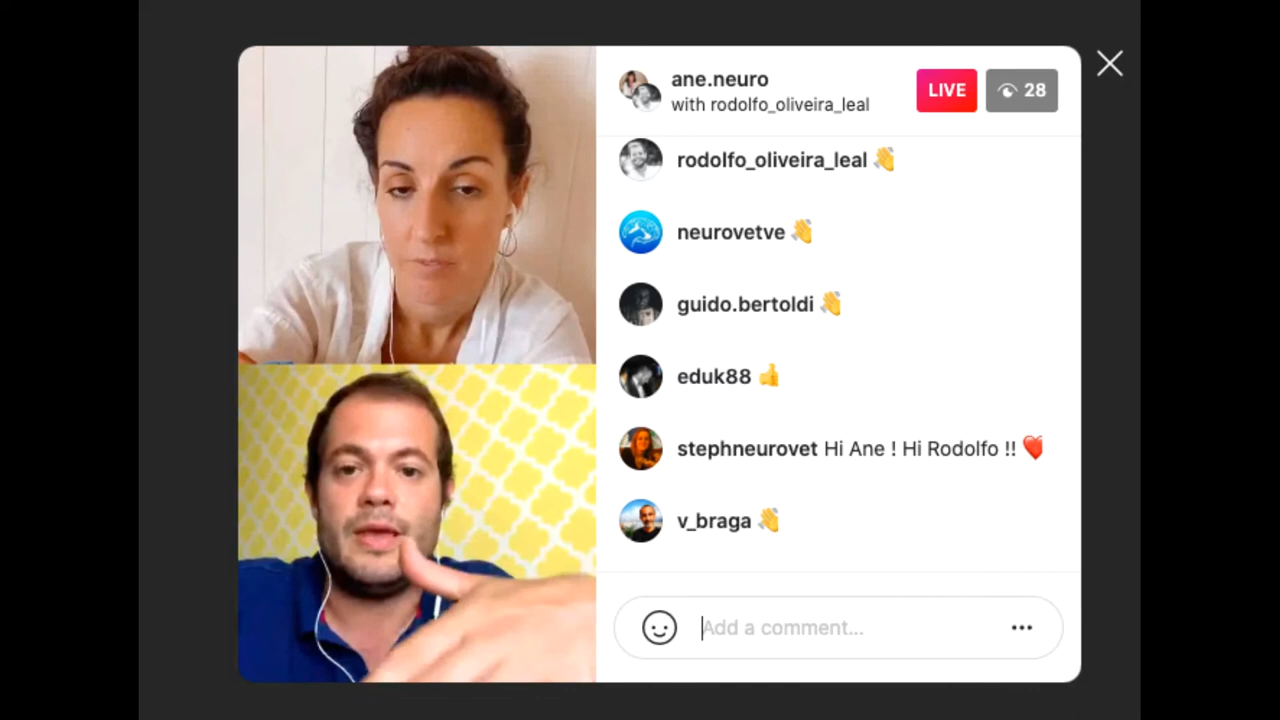 ane.neuro
with rodolfo_oliveira_leal
LIVE
28
rodolfo_oliveira_leal 👏
neurovetve 👏
guido.bertoldi 👏
eduk88 👍
stephneurovet Hi Ane ! Hi Rodolfo !! ❤️
v_braga 👏
Add a comment...